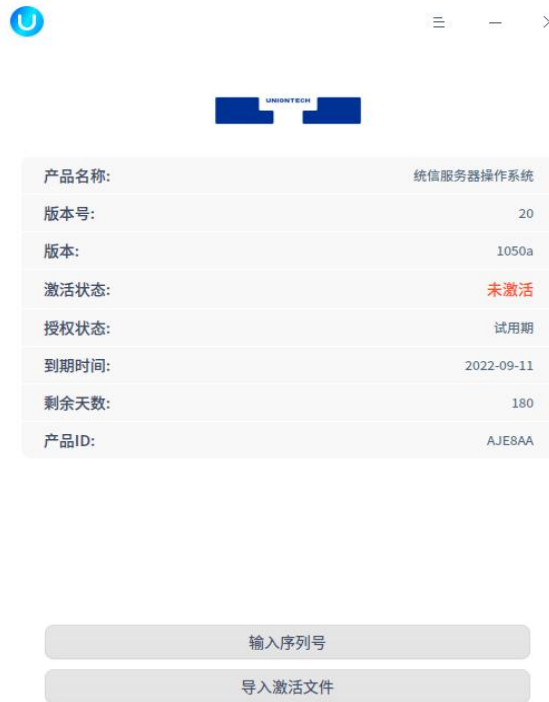 UNIONTECH
产品名称: 统信服务器操作系统
版本号: 20
版本: 1050a
激活状态: 未激活
授权状态: 试用期
到期时间: 2022-09-11
剩余天数: 180
产品ID: AJE8AA
输入序列号
导入激活文件